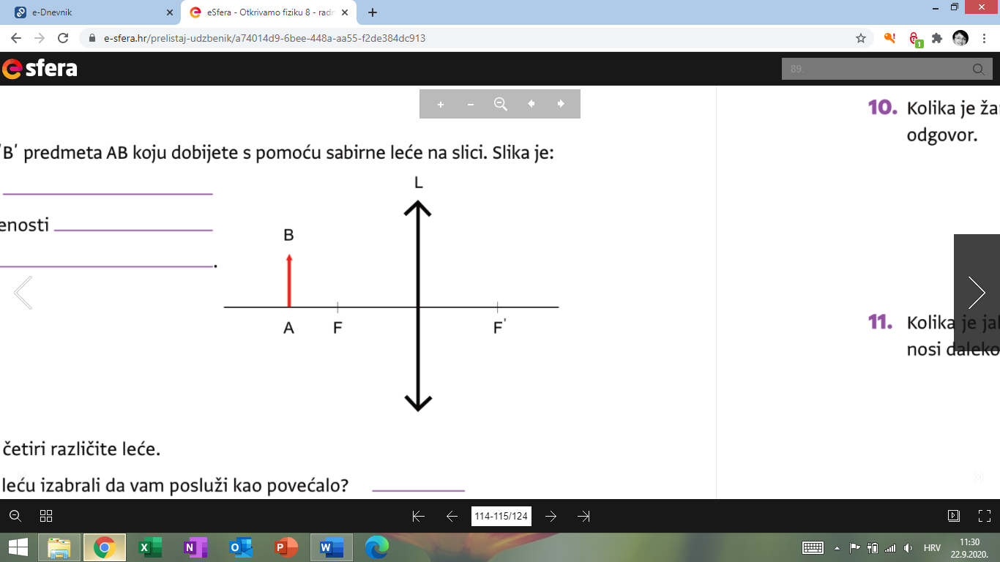 e-Dnevnik
eSfera - Otkrivamo fiziku 8 - radn
e-sfera.hr/prelistaj-udzbenik/a74014d9-6bee-448a-aa55-f2de384dc913
1
e sfera
89.
'B' predmeta AB koju dobijete s pomoću sabirne leće na slici. Slika je:
enosti
.
L
B
A
F
F'
četiri različite leće.
leću izabrali da vam posluži kao povećalo?
10. Kolika je ža
odgovor.
11. Kolika je jak
nosi daleko
114-115/124
HRV
11:30
22.9.2020.